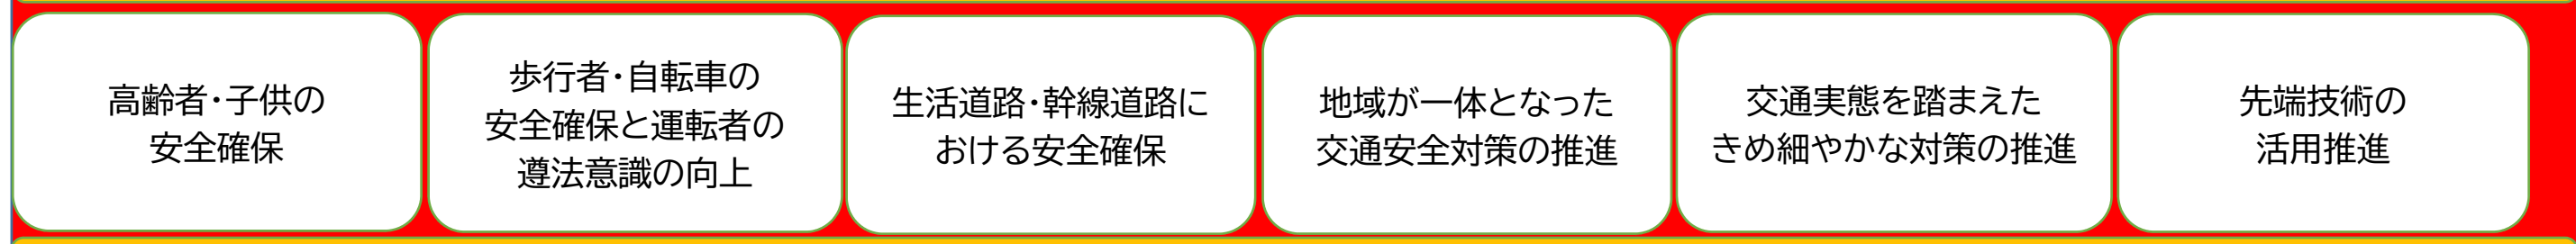 高齢者・子供の
安全確保
歩行者・自転車の
安全確保と運転者の
遵法意識の向上
生活道路・幹線道路に
おける安全確保
地域が一体となった
交通安全対策の推進
交通実態を踏まえた
きめ細やかな対策の推進
先端技術の
活用推進